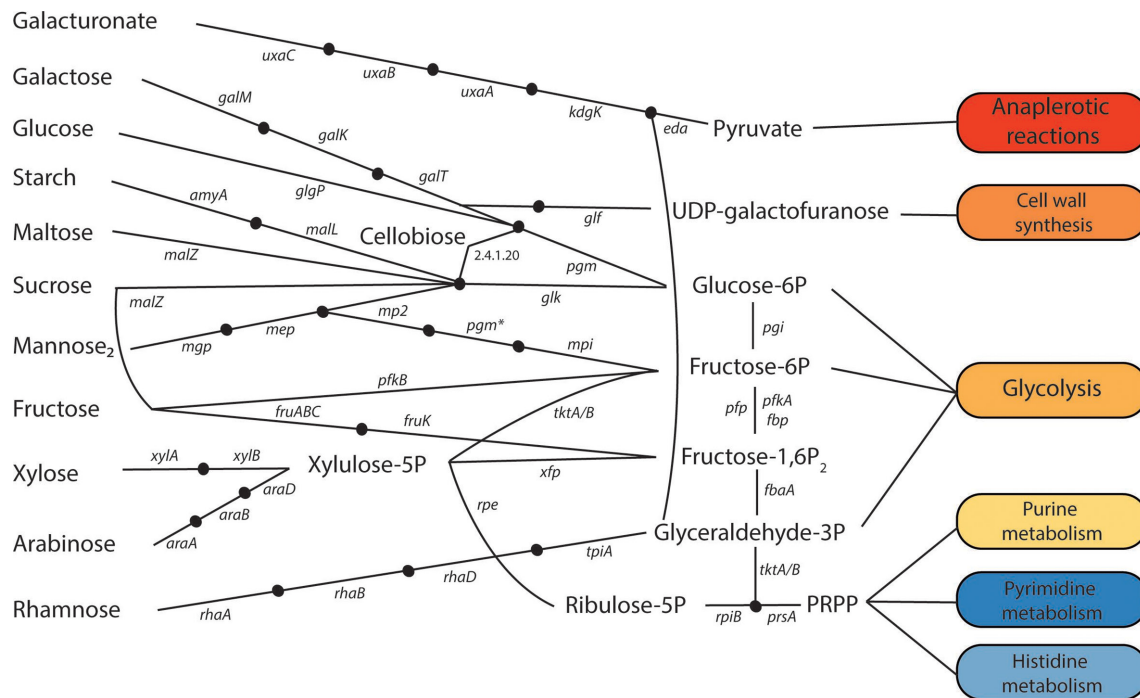 Galacturonate
uxaC
uxaB
uxaA
kdgK
eda
Pyruvate
Anaplerotic
reactions
Galactose
galM
galK
galT
glf
UDP-galactofuranose
Cell wall
synthesis
Glucose
glgP
Starch
amyA
malL
Cellobiose
2.4.1.20
pgm
Maltose
malZ
Sucrose
malZ
glk
Glucose-6P
pgi
Mannose2
mgp
mep
mp2
pgm*
mpi
Fructose-6P
Glycolysis
pfp
pfkA
fbp
Fructose
pfkB
fruABC
fruK
tktA/B
Fructose-1,6P2
fbaA
Xylose
xylA
xylB
Xylulose-5P
xfp
rpe
Arabinose
araA
araB
araD
Glyceraldehyde-3P
tktA/B
Purine
metabolism
Rhamnose
rhaA
rhaB
rhaD
tpiA
Ribulose-5P
rpiB
prsA
PRPP
Pyrimidine
metabolism
Histidine
metabolism